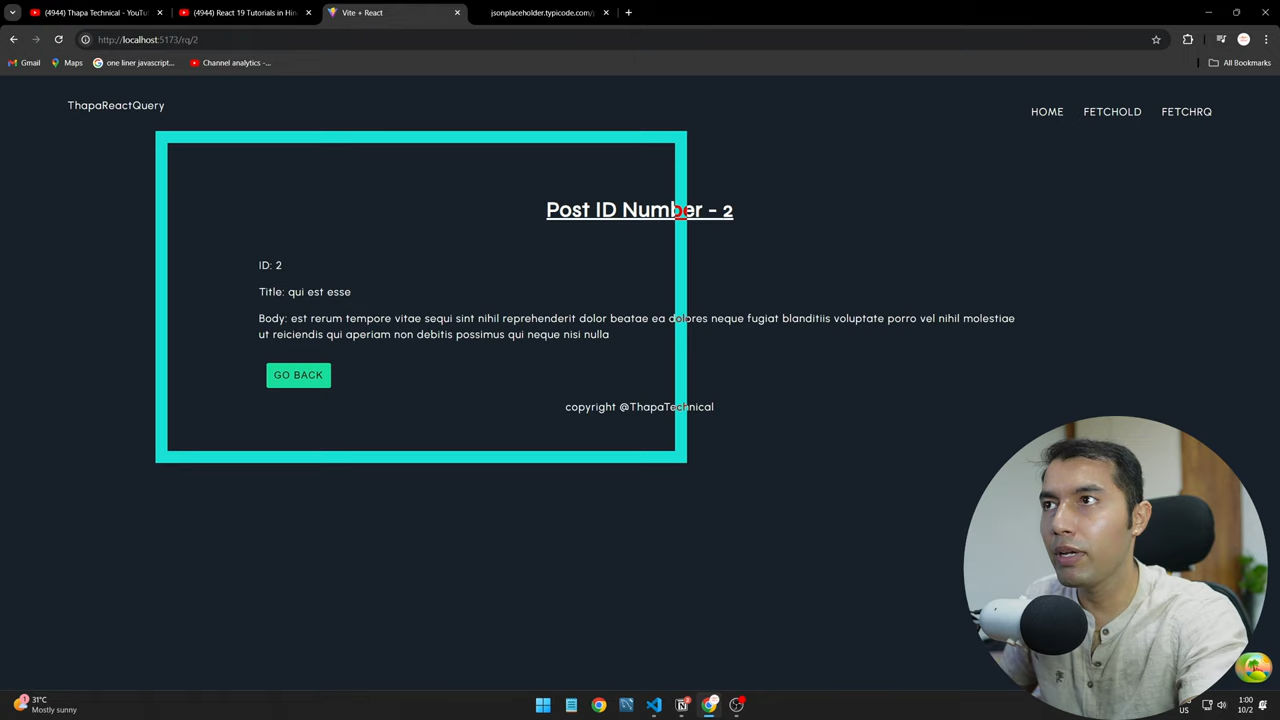 (4944) Thapa Technical - YouTu
(4944) React 19 Tutorials in Hin
Vite + React
jsonplaceholder.typicode.com/p
http://localhost:5173/rq/2
Gmail
Maps
one liner javascript...
Channel analytics -...
All Bookmarks
ThapaReactQuery
HOME
FETCHOLD
FETCHRQ
Post ID Number - 2
ID: 2
Title: qui est esse
Body: est rerum tempore vitae sequi sint nihil reprehenderit dolor beatae ea dolores neque fugiat blanditiis voluptate porro vel nihil molestiae
ut reiciendis qui aperiam non debitis possimus qui neque nisi nulla
GO BACK
copyright @ThapaTechnical
31°C
Mostly sunny
US
1:00
10/2